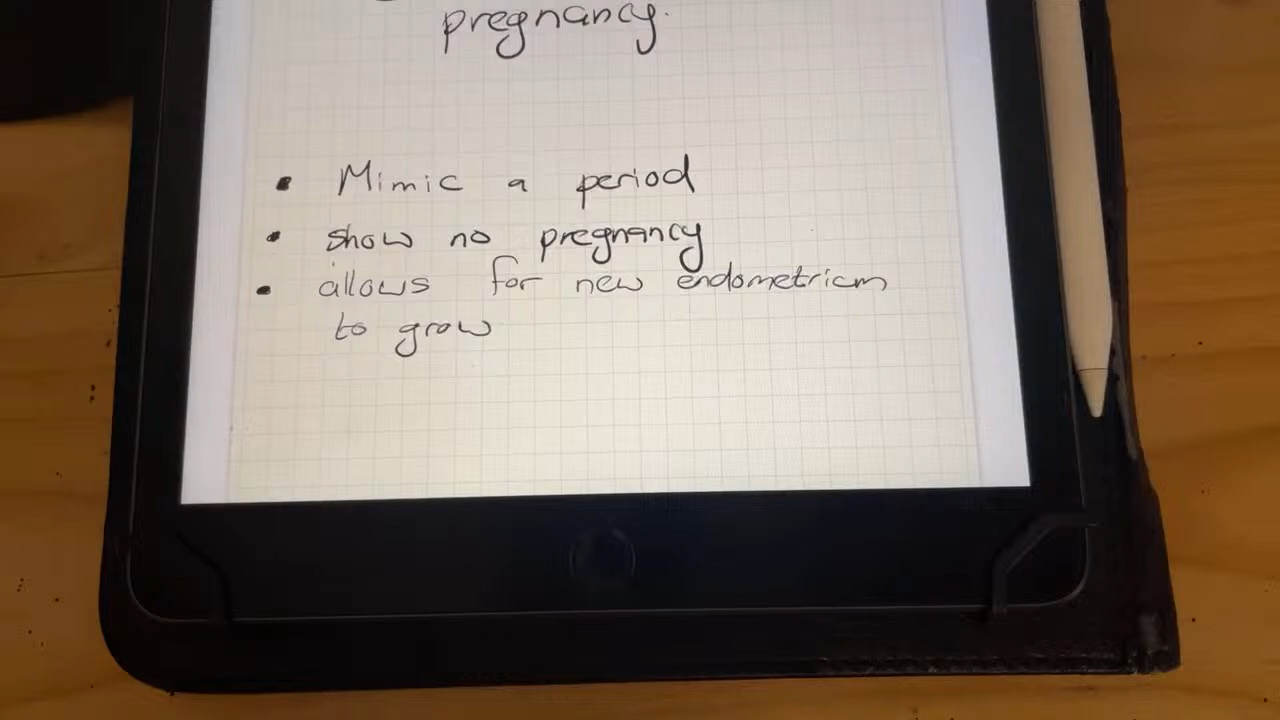 pregnancy.
• Mimic a period
• show no pregnancy
• allows for new endometrium
to grow